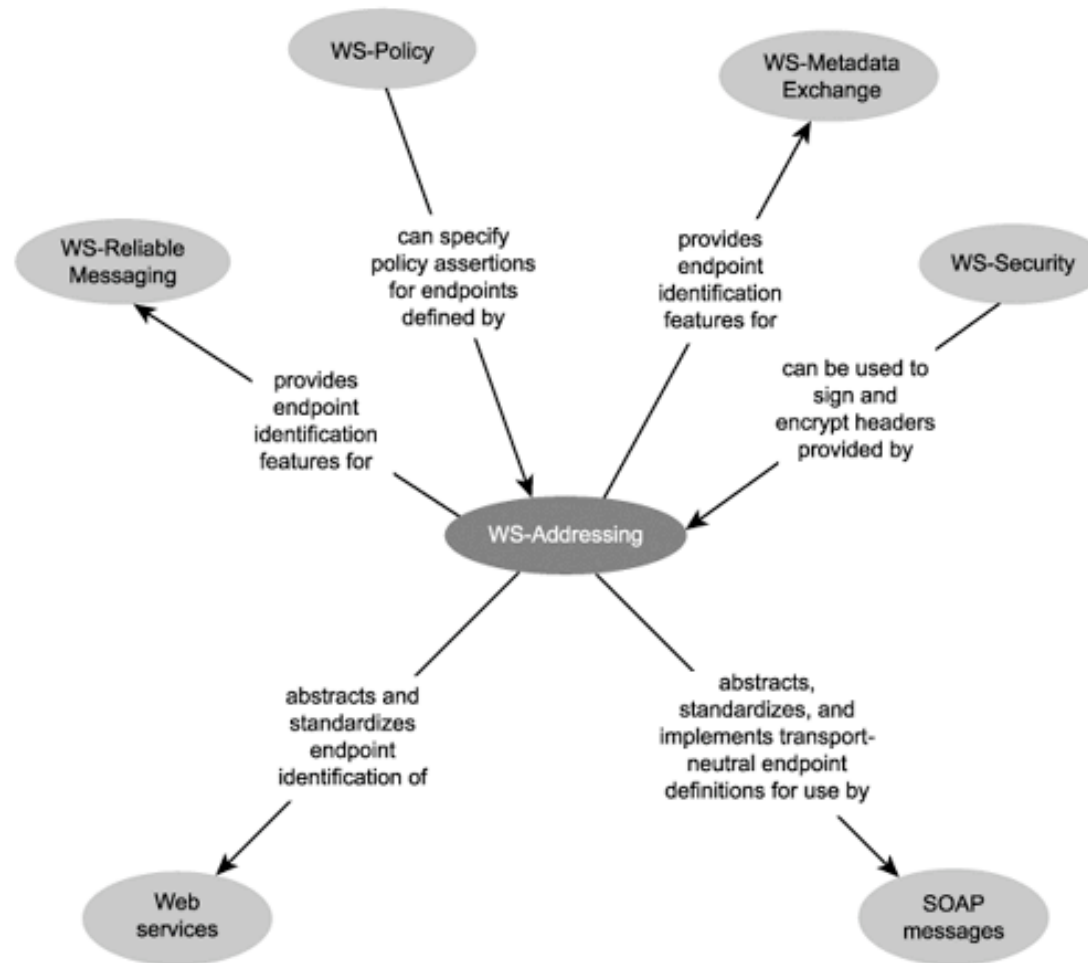 WS-Policy
WS-Metadata
Exchange
WS-Reliable
Messaging
WS-Security
can specify
policy assertions
for endpoints
defined by
provides
endpoint
identification
features for
provides
endpoint
identification
features for
can be used to
sign and
encrypt headers
provided by
WS-Addressing
abstracts and
standardizes
endpoint
identification of
abstracts,
standardizes, and
implements transport-
neutral endpoint
definitions for use by
Web
services
SOAP
messages